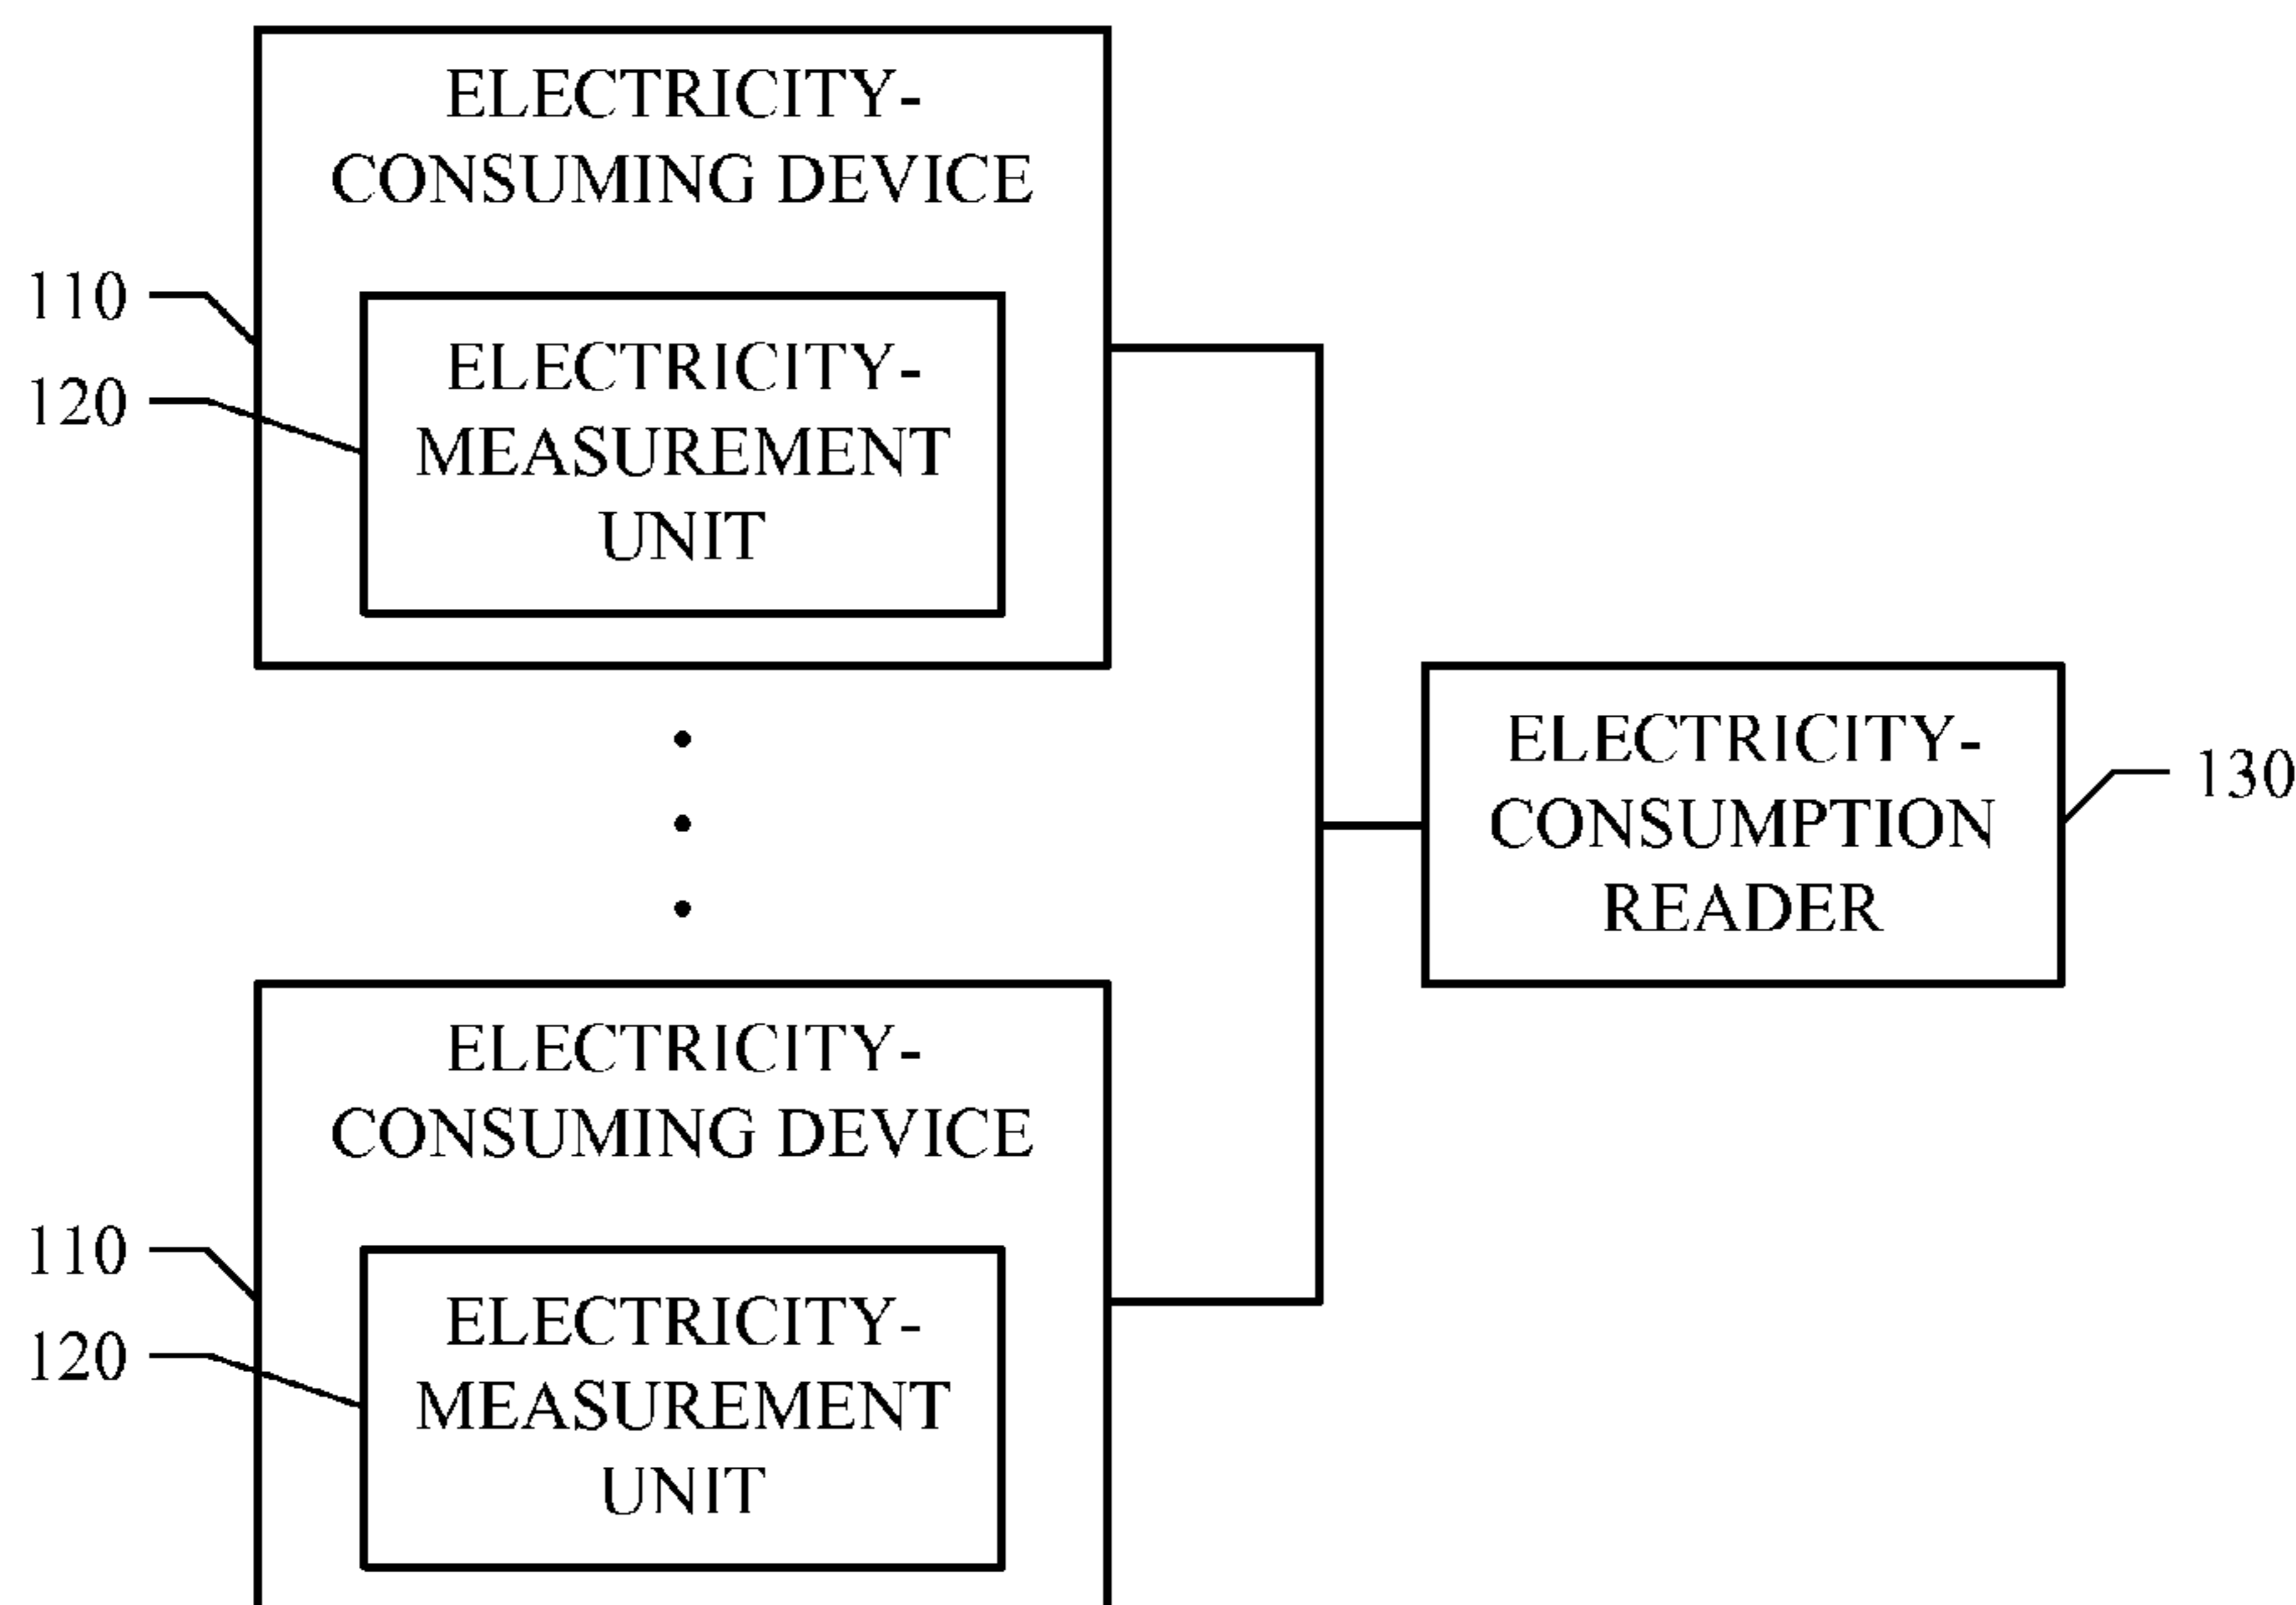 ELECTRICITY-
CONSUMING DEVICE
110
120
ELECTRICITY-
MEASUREMENT
UNIT
ELECTRICITY-
CONSUMPTION
READER
130
ELECTRICITY-
CONSUMING DEVICE
110
120
ELECTRICITY-
MEASUREMENT
UNIT